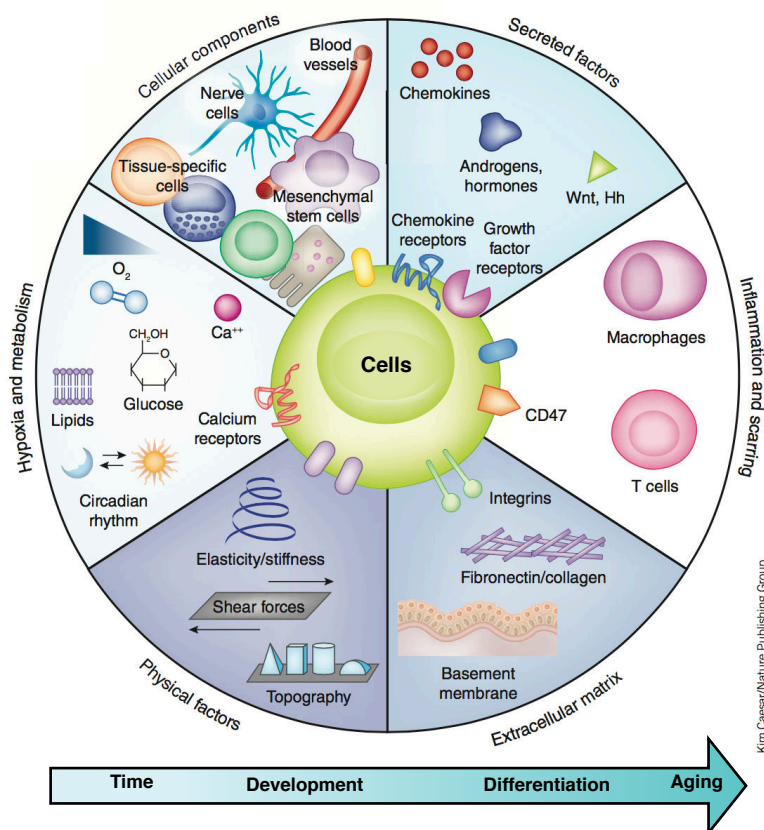 Cellular components
Blood
vessels
Nerve
cells
Tissue-specific
cells
Mesenchymal
stem cells
Secreted factors
Chemokines
Androgens,
hormones
Wnt, Hh
Chemokine
receptors
Growth
factor
receptors
Hypoxia and metabolism
O2
Ca++
CH2OH
O
Glucose
Lipids
Calcium
receptors
Circadian
rhythm
Cells
Inflammation and scarring
Macrophages
CD47
T cells
Physical factors
Elasticity/stiffness
Shear forces
Topography
Extracellular matrix
Integrins
Fibronectin/collagen
Basement
membrane
Kim Caesar/Nature Publishing Group
Time Development Differentiation Aging